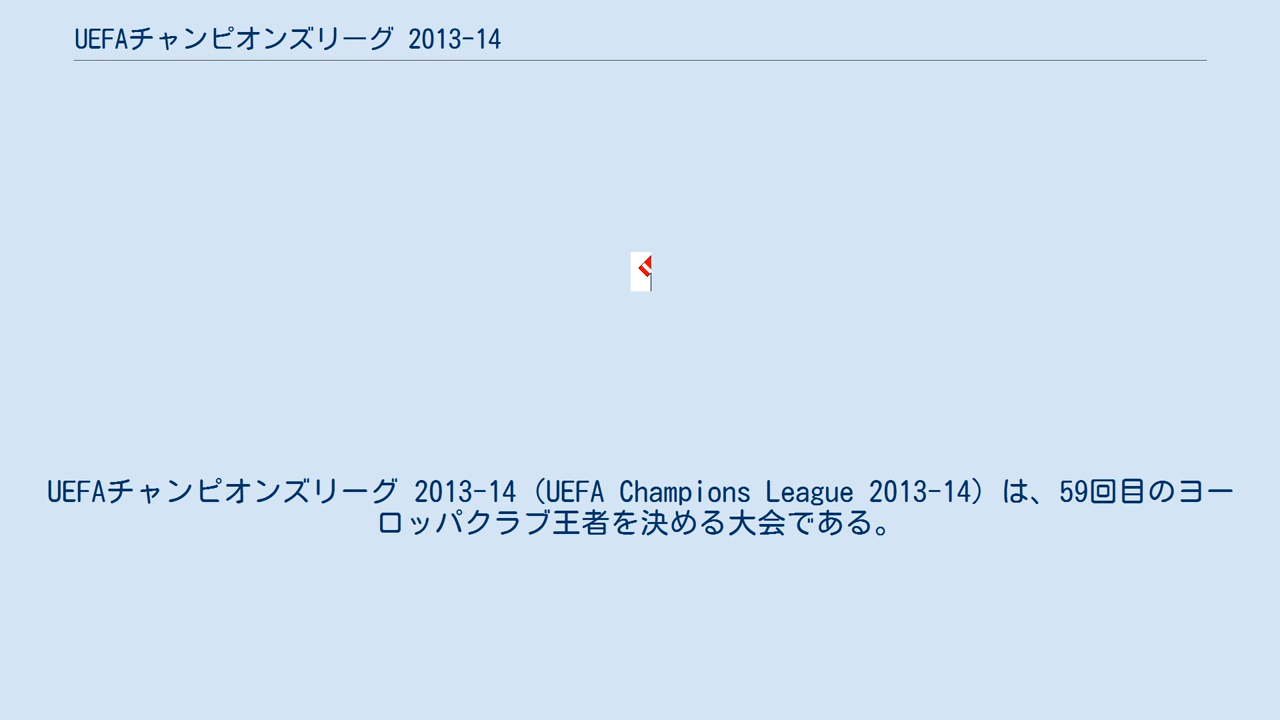 UEFAチャンピオンズリーグ 2013-14
UEFAチャンピオンズリーグ 2013-14（UEFA Champions League 2013-14）は、59回目のヨー
ロッパクラブ王者を決める大会である。